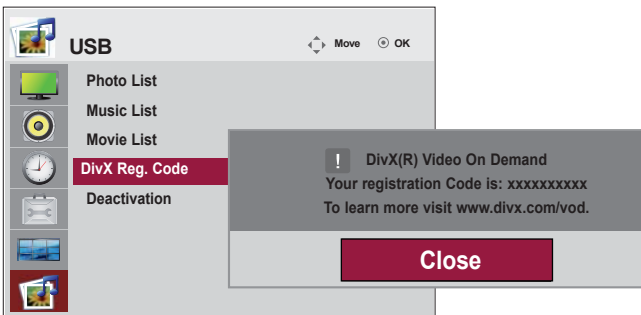 USB
Move OK
Photo List
Music List
Movie List
DivX Reg. Code
Deactivation
! DivX(R) Video On Demand
Your registration Code is: xxxxxxxxxx
To learn more visit www.divx.com/vod.
Close